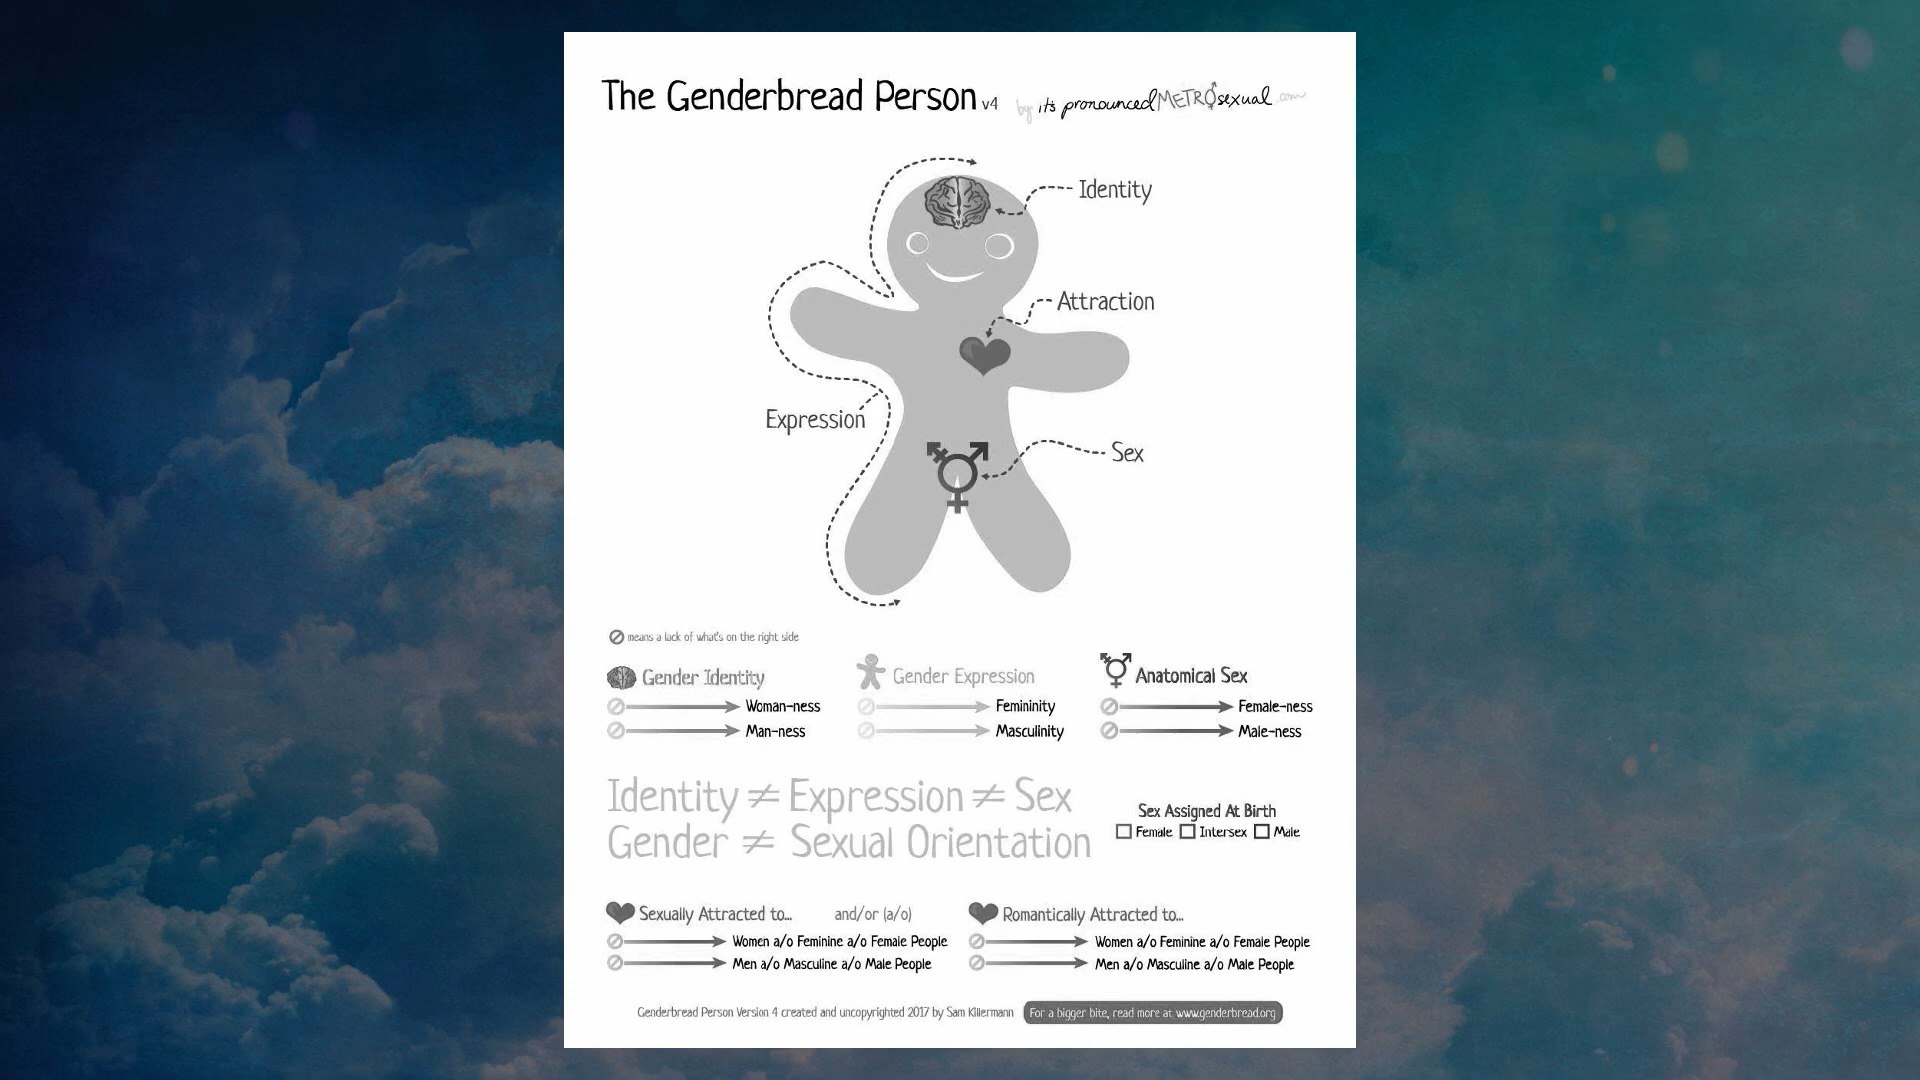 The Genderbread Person v4 by: it's pronounced METROsexual .com
Identity
Attraction
Expression
Sex
means a lack of what's on the right side
Gender Identity
Woman-ness
Man-ness
Gender Expression
Femininity
Masculinity
Anatomical Sex
Female-ness
Male-ness
Identity ≠ Expression ≠ Sex
Gender ≠ Sexual Orientation
Sex Assigned At Birth
Female Intersex Male
Sexually Attracted to... and/or (a/o)
Women a/o Feminine a/o Female People
Men a/o Masculine a/o Male People
Romantically Attracted to...
Women a/o Feminine a/o Female People
Men a/o Masculine a/o Male People
Genderbread Person Version 4 created and uncopyrighted 2017 by Sam Killermann
For a bigger bite, read more at www.genderbread.org